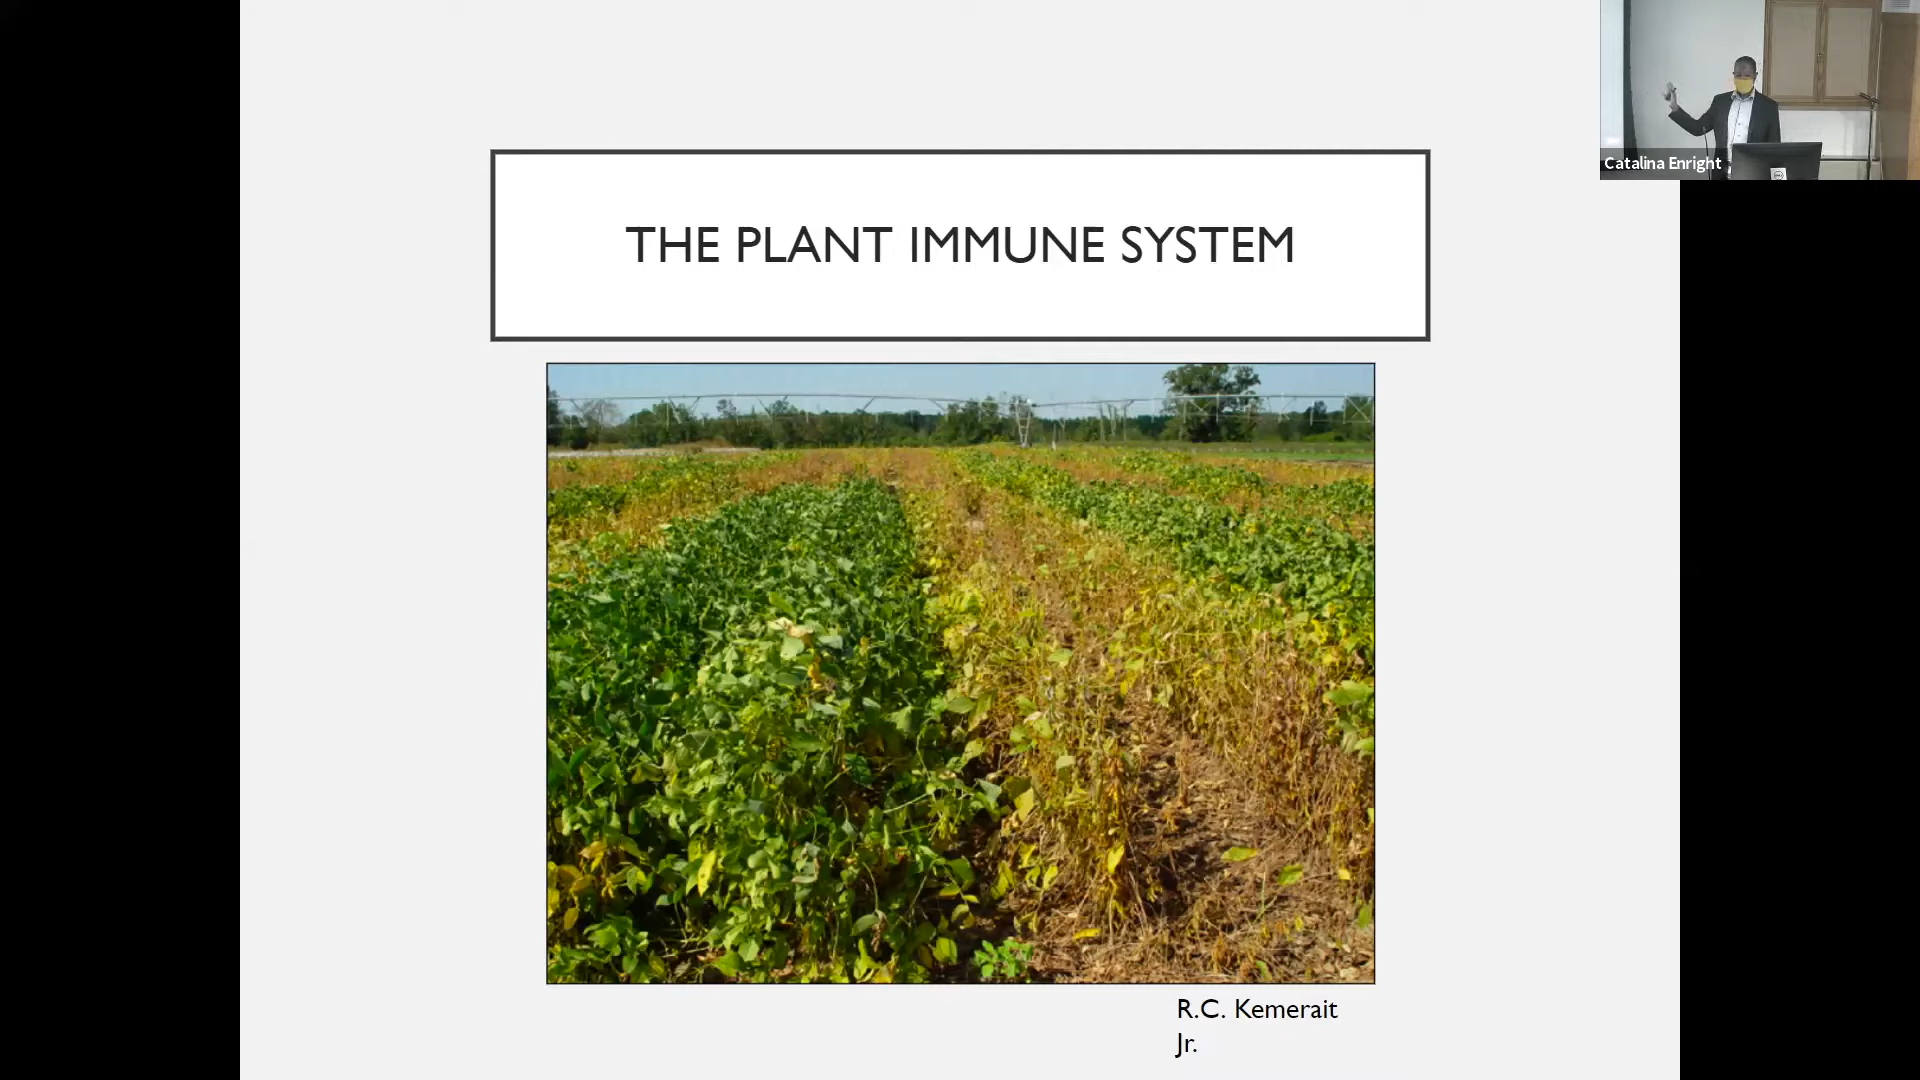 THE PLANT IMMUNE SYSTEM
Catalina Enright
R.C. Kemerait
Jr.